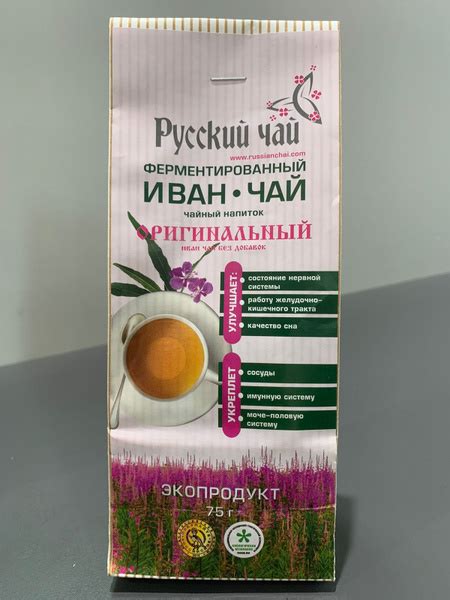 Русский чай
www.russianchai.com
ФЕРМЕНТИРОВАННЫЙ
ИВАН•ЧАЙ
чайный напиток
ОРИГИНАЛЬНЫЙ
иван чай без добавок
УЛУЧШАЕТ:
состояние нервной
системы
работу желудочно-
кишечного тракта
качество сна
УКРЕПЛЕТ
сосуды
имунную систему
моче-половую
систему
ЭКОПРОДУКТ
75 г